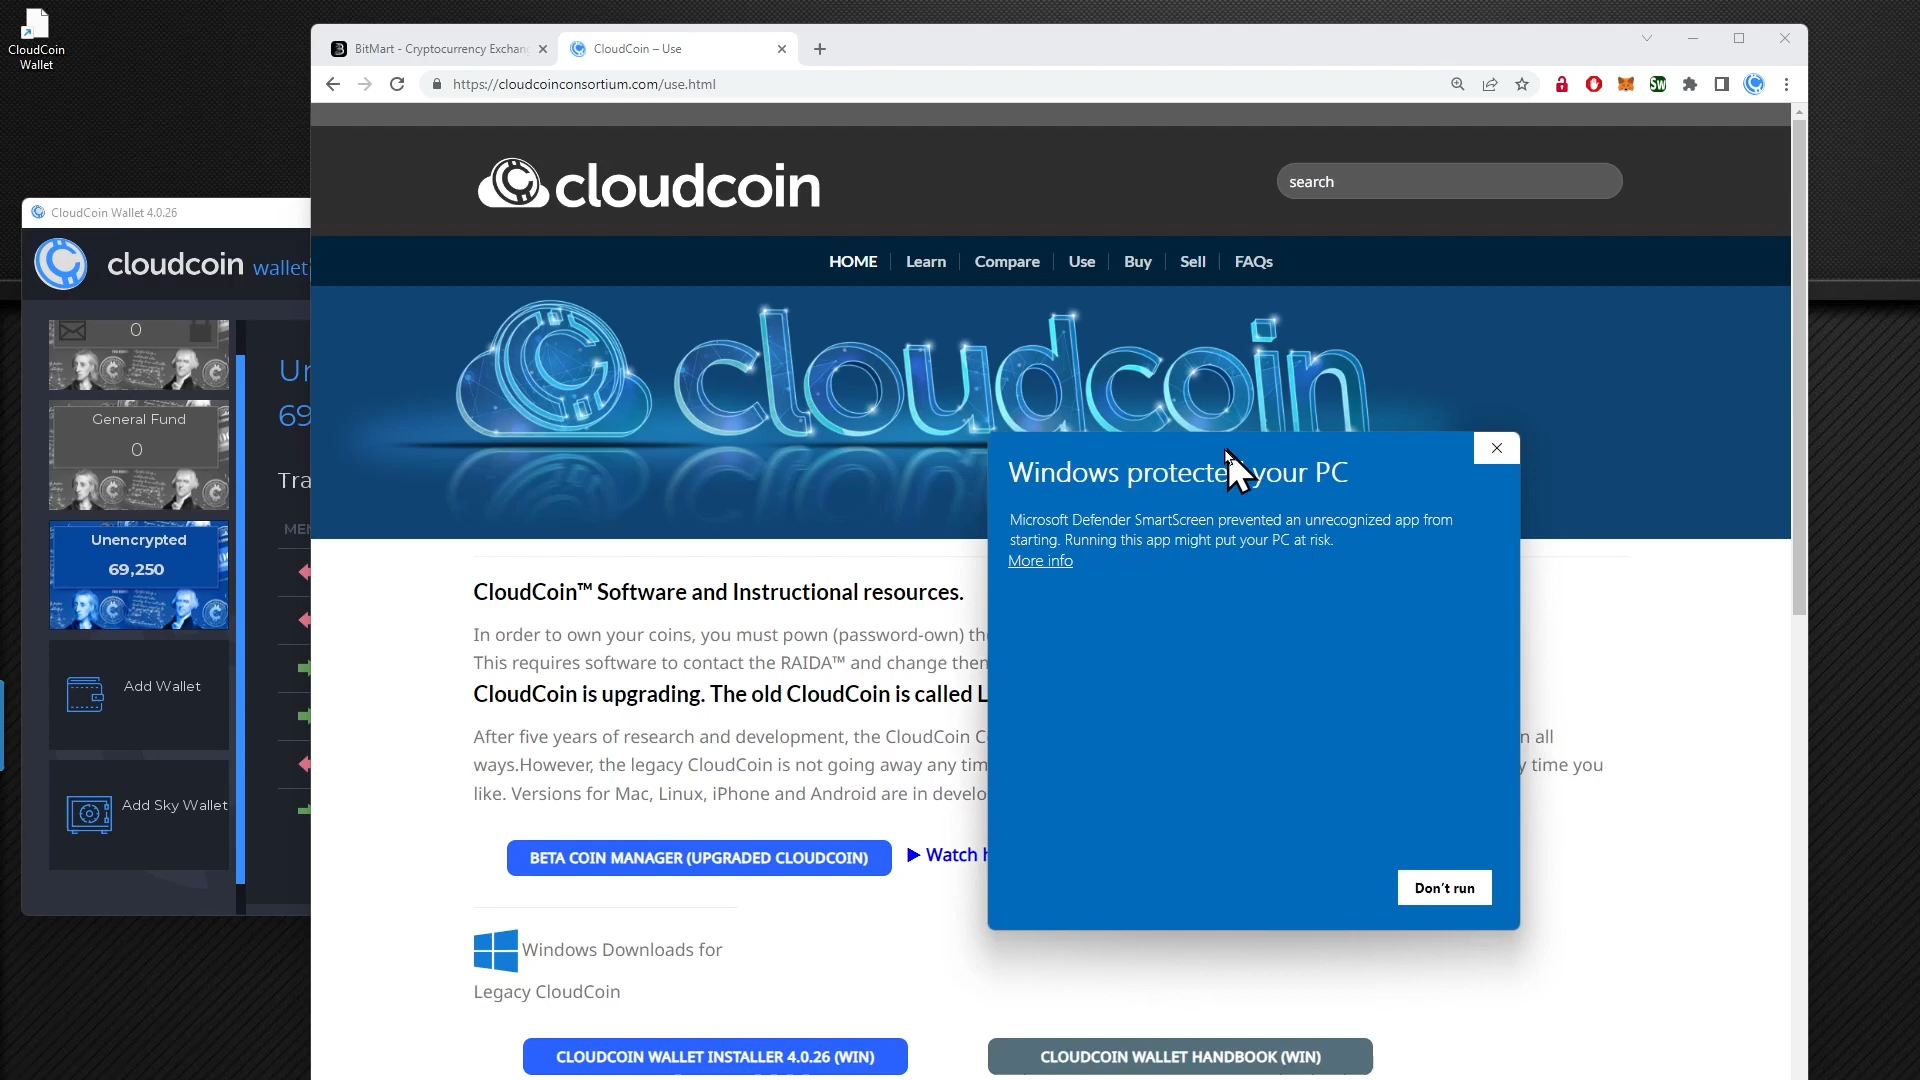 CloudCoin
Wallet
BitMart - Cryptocurrency Exchan
CloudCoin – Use
https://cloudcoinconsortium.com/use.html
cloudcoin
search
HOME
Learn
Compare
Use
Buy
Sell
FAQs
cloudcoin
CloudCoin Wallet 4.0.26
cloudcoin wallet
0
General Fund
0
Unencrypted
69,250
Add Wallet
Add Sky Wallet
Ur
69
Tra
MEM
Windows protected your PC
Microsoft Defender SmartScreen prevented an unrecognized app from
starting. Running this app might put your PC at risk.
More info
Don't run
CloudCoin™ Software and Instructional resources.
In order to own your coins, you must pown (password-own) th
This requires software to contact the RAIDA™ and change them
CloudCoin is upgrading. The old CloudCoin is called L
After five years of research and development, the CloudCoin C n all
ways.However, the legacy CloudCoin is not going away any tim y time you
like. Versions for Mac, Linux, iPhone and Android are in develo
BETA COIN MANAGER (UPGRADED CLOUDCOIN)
Watch h
Windows Downloads for
Legacy CloudCoin
CLOUDCOIN WALLET INSTALLER 4.0.26 (WIN)
CLOUDCOIN WALLET HANDBOOK (WIN)